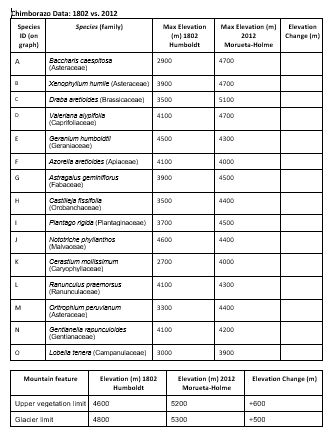 Chimborazo Data: 1802 vs. 2012
Species ID (on graph) Species (family) Max Elevation (m) 1802 Humboldt Max Elevation (m) 2012 Morueta-Holme Elevation Change (m)
A Baccharis caespitosa (Asteraceae) 2900 4700
B Xenophyllum humile (Asteraceae) 3900 4700
C Draba aretioides (Brassicaceae) 3500 5100
D Valeriana alypifolia (Caprifoliaceae) 4100 4700
E Geranium humboldtii (Geraniaceae) 4500 4300
F Azorella aretioides (Apiaceae) 4100 4000
G Astragalus geminiflorus (Fabaceae) 3900 4500
H Castilleja fissifolia (Orobanchaceae) 3500 4400
I Plantago rigida (Plantaginaceae) 3700 4500
J Nototriche phyllanthos (Malvaceae) 4600 4400
K Cerastium mollissimum (Caryophyllaceae) 2700 4000
L Ranunculus praemorsus (Ranunculaceae) 4100 4300
M Oritrophium peruvianum (Asteraceae) 3300 4400
N Gentianella rapunculoides (Gentianaceae) 4100 4200
O Lobelia tenera (Campanulaceae) 3000 3900
Mountain feature Elevation (m) 1802 Humboldt Elevation (m) 2012 Morueta-Holme Elevation Change (m)
Upper vegetation limit 4600 5200 +600
Glacier limit 4800 5300 +500